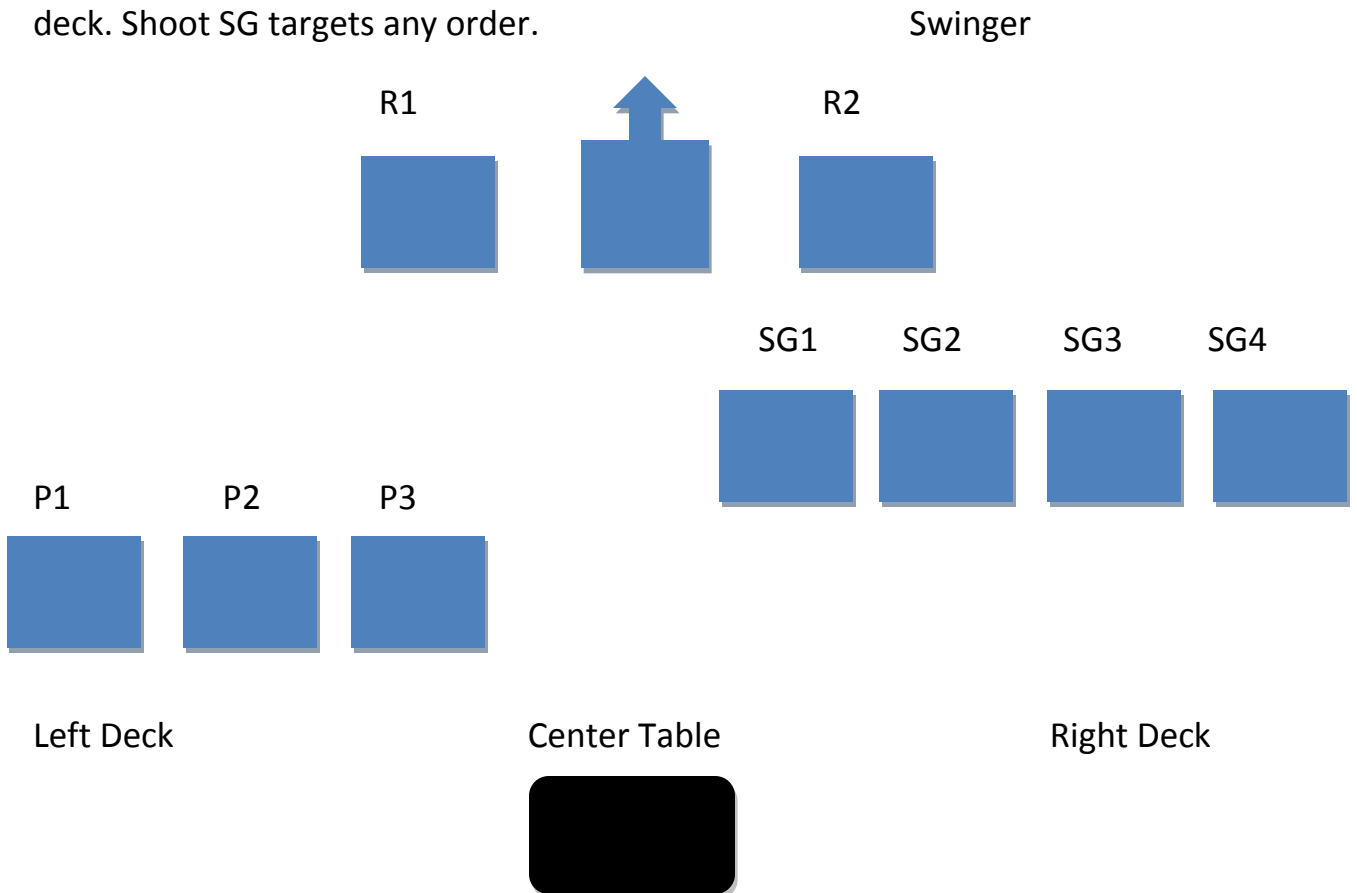 deck. Shoot SG targets any order. Swinger
R1 R2
SG1 SG2 SG3 SG4
P1 P2 P3
Left Deck Center Table Right Deck